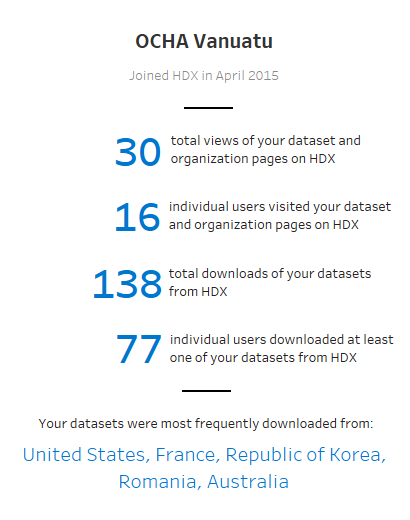 OCHA Vanuatu
Joined HDX in April 2015
30
total views of your dataset and
organization pages on HDX
16
individual users visited your dataset
and organization pages on HDX
138
total downloads of your datasets
from HDX
77
individual users downloaded at least
one of your datasets from HDX
Your datasets were most frequently downloaded from:
United States, France, Republic of Korea,
Romania, Australia